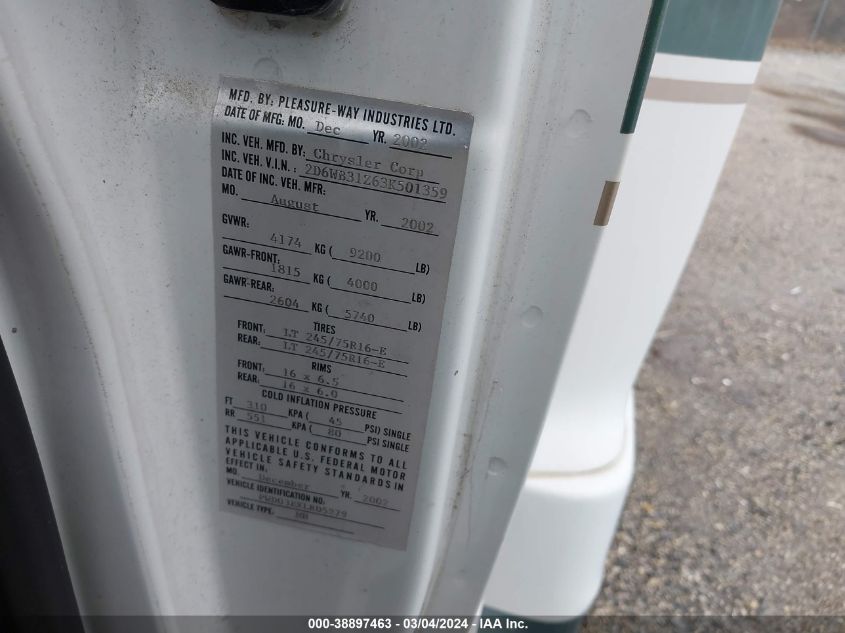 MFD. BY: PLEASURE-WAY INDUSTRIES LTD.
DATE OF MFG: MO. Dec YR. 2002
INC. VEH. MFD. BY: Chrysler Corp
INC. VEH. V.I.N.: 2D6WB31Z63K501359
DATE OF INC. VEH. MFR:
MO. August YR. 2002
GVWR:
4174 KG ( 9200 LB)
GAWR-FRONT:
1815 KG ( 4000 LB)
GAWR-REAR:
2604 KG ( 5740 LB)
TIRES
FRONT: LT 245/75R16-E
REAR: LT 245/75R16-E
RIMS
FRONT: 16 x 6.5
REAR: 16 x 6.0
COLD INFLATION PRESSURE
FT 310 KPA ( 45 PSI) SINGLE
RR 551 KPA ( 80 PSI SINGLE
THIS VEHICLE CONFORMS TO ALL
APPLICABLE U.S. FEDERAL MOTOR
VEHICLE SAFETY STANDARDS IN
EFFECT IN:
MO. December YR. 2002
VEHICLE IDENTIFICATION NO.
VEHICLE TYPE:
000-38897463 - 03/04/2024 - IAA Inc.